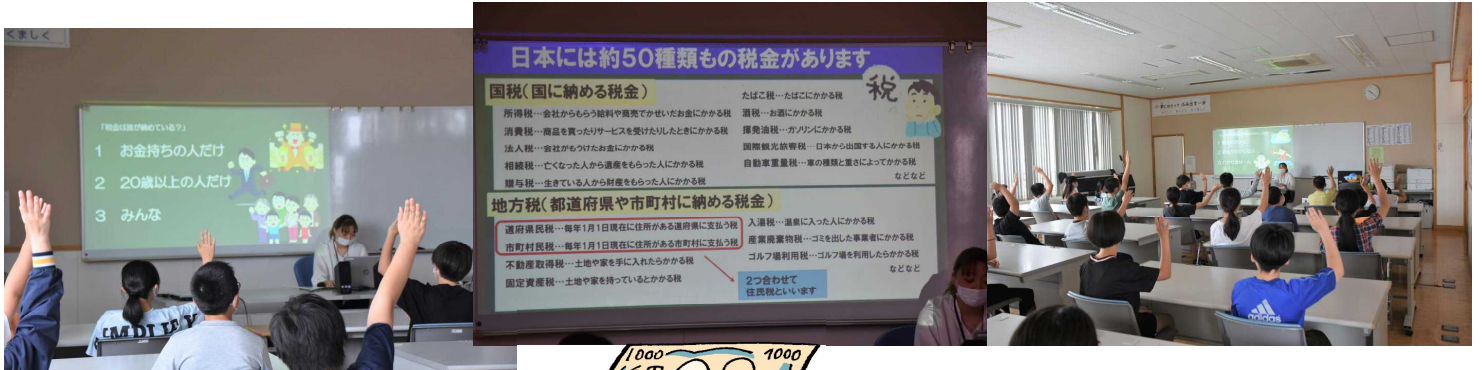 くましく
「税金は誰が納めている?」
1 お金持ちの人だけ
2 20歳以上の人だけ
3 みんな
日本には約50種類もの税金があります
税
国税(国に納める税金)
所得税…会社からもらう給料や商売でかせいだお金にかかる税
消費税…商品を買ったりサービスを受けたりしたときにかかる税
法人税…会社がもうけたお金にかかる税
相続税…亡くなった人から遺産をもらった人にかかる税
贈与税…生きている人から財産をもらった人にかかる税
たばこ税…たばこにかかる税
酒税…お酒にかかる税
揮発油税…ガソリンにかかる税
国際観光旅客税…日本から出国する人にかかる税
自動車重量税…車の種類と重さによってかかる税
などなど
地方税(都道府県や市町村に納める税金)
道府県民税…毎年1月1日現在に住所がある道府県に支払う税
市町村民税…毎年1月1日現在に住所がある市町村に支払う税
不動産取得税…土地や家を手に入れたらかかる税
固定資産税…土地や家を持っているとかかる税
入湯税…温泉に入った人にかかる税
産業廃棄物税…ゴミを出した事業者にかかる税
ゴルフ場利用税…ゴルフ場を利用したらかかる税
などなど
2つ合わせて
住民税といいます
adidas
1000 1000